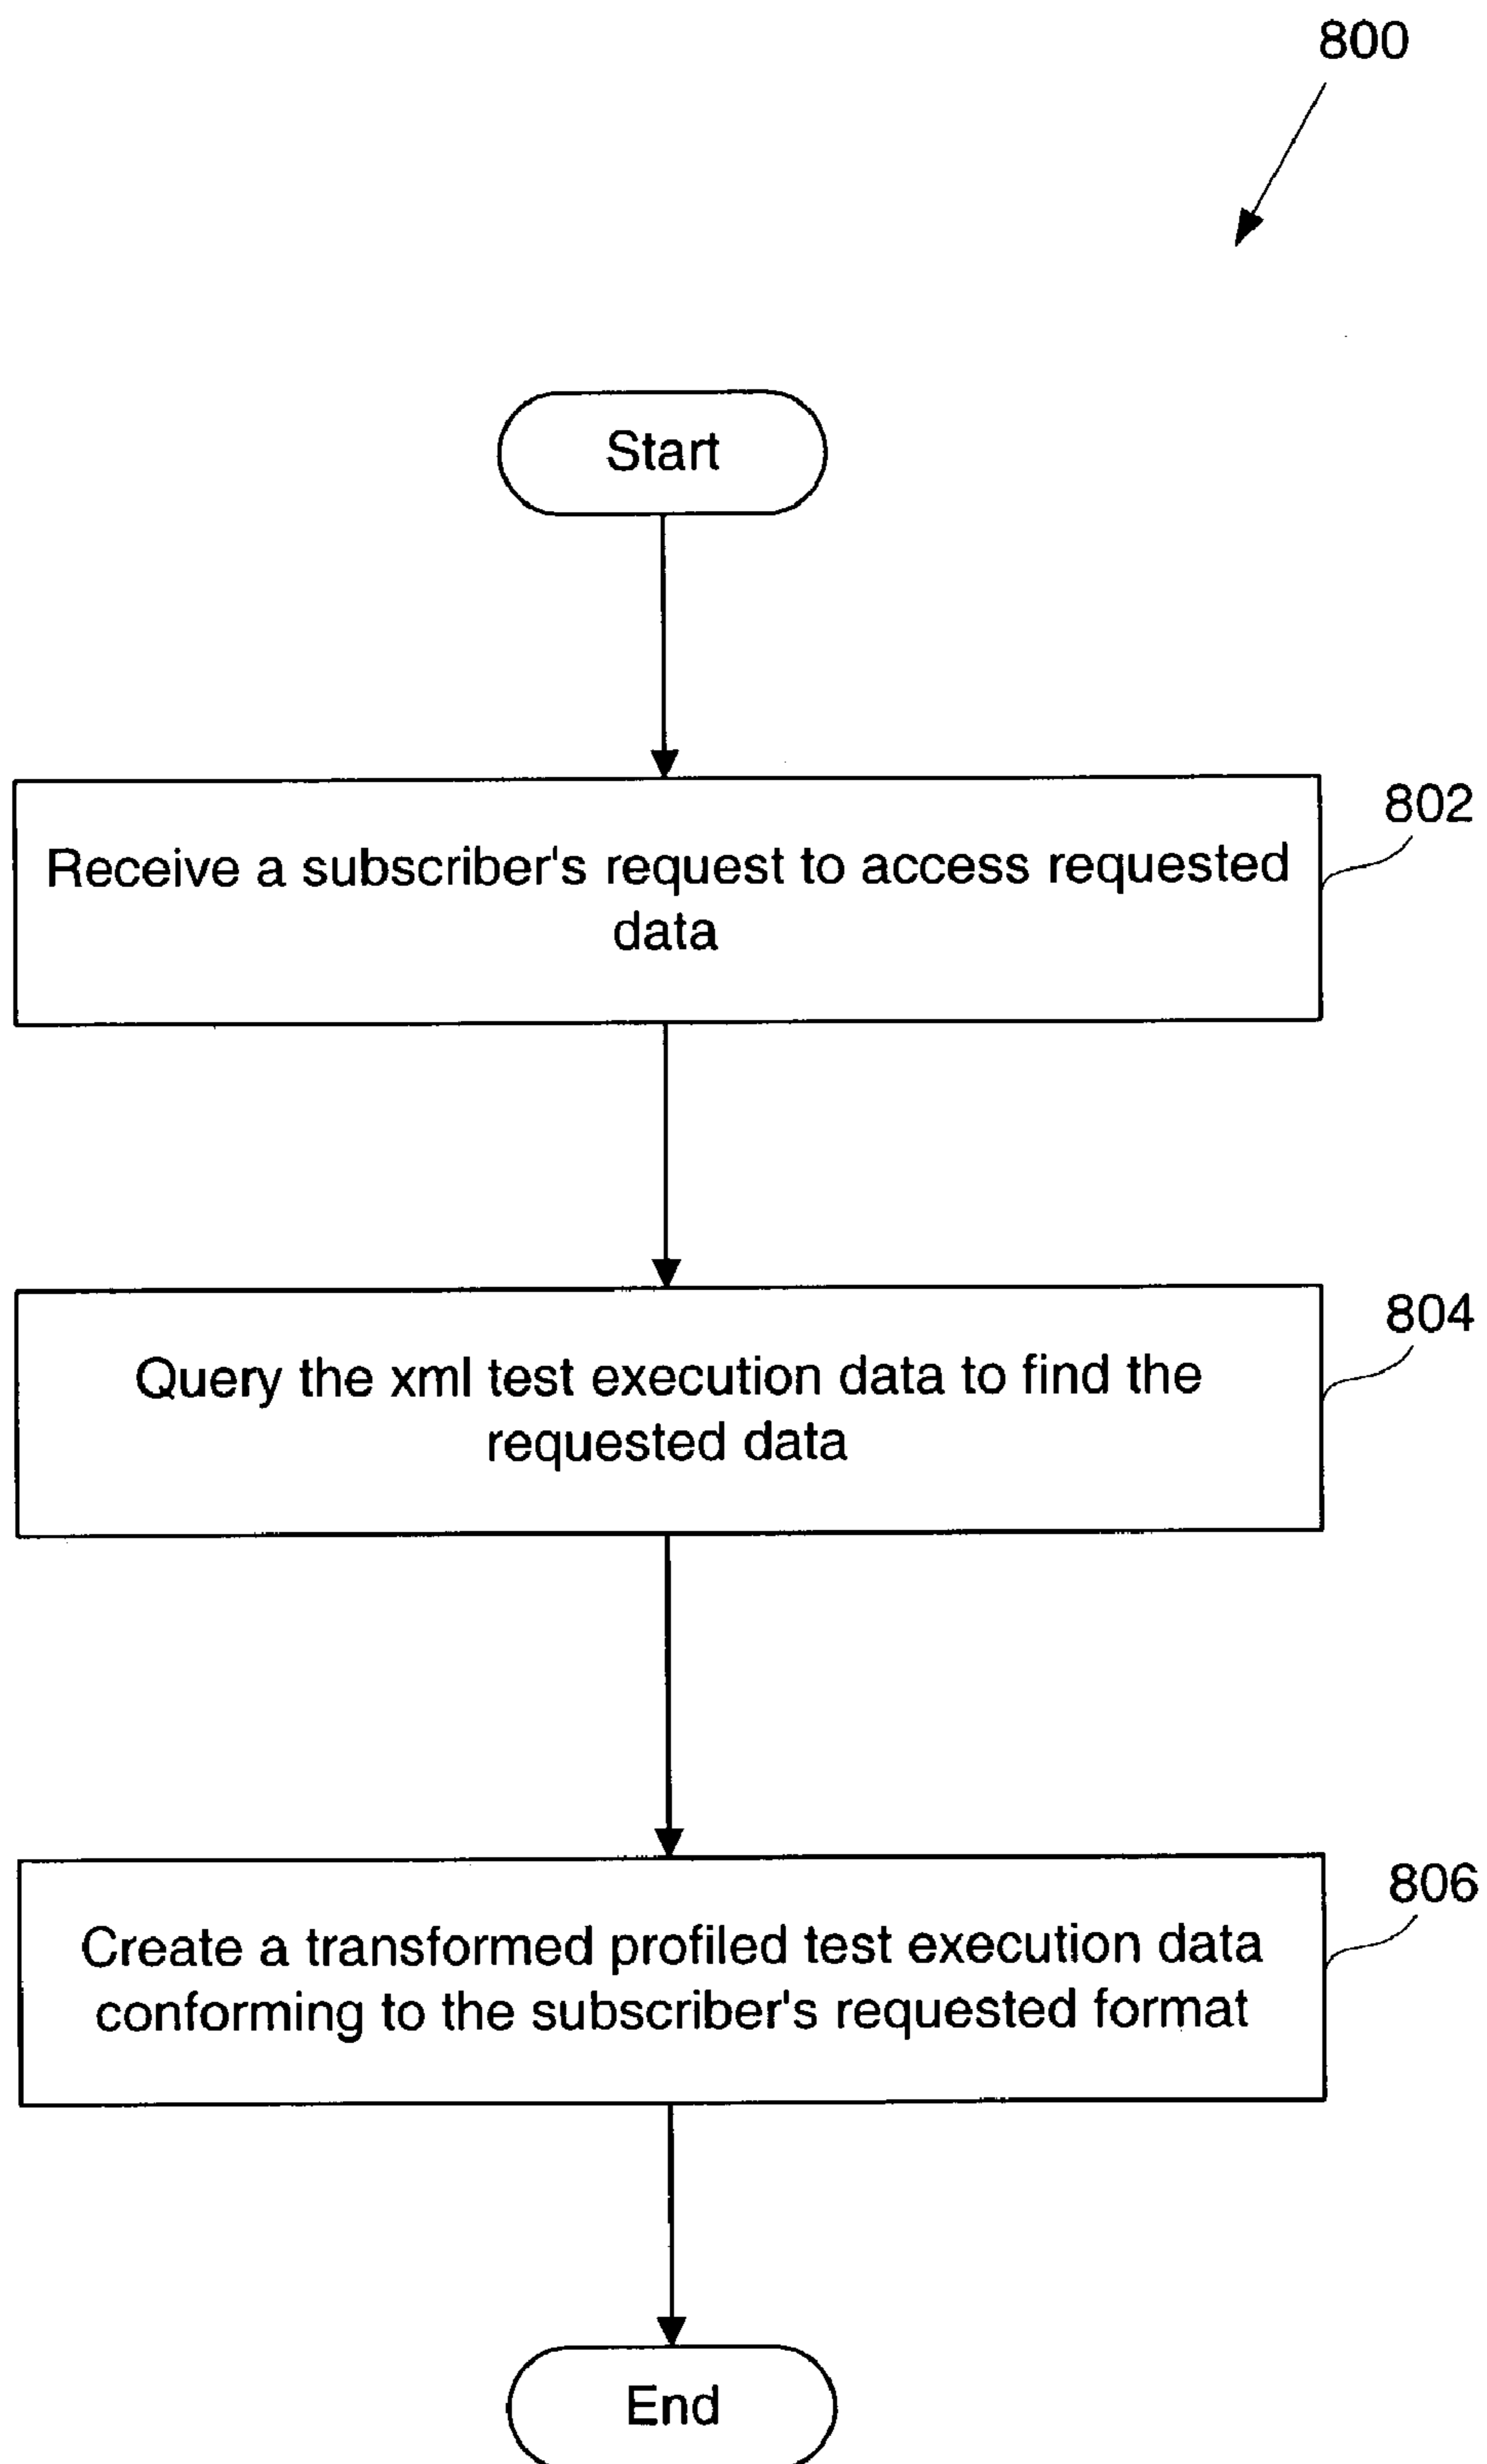 800
Start
802
Receive a subscriber's request to access requested
data
804
Query the xml test execution data to find the
requested data
806
Create a transformed profiled test execution data
conforming to the subscriber's requested format
End